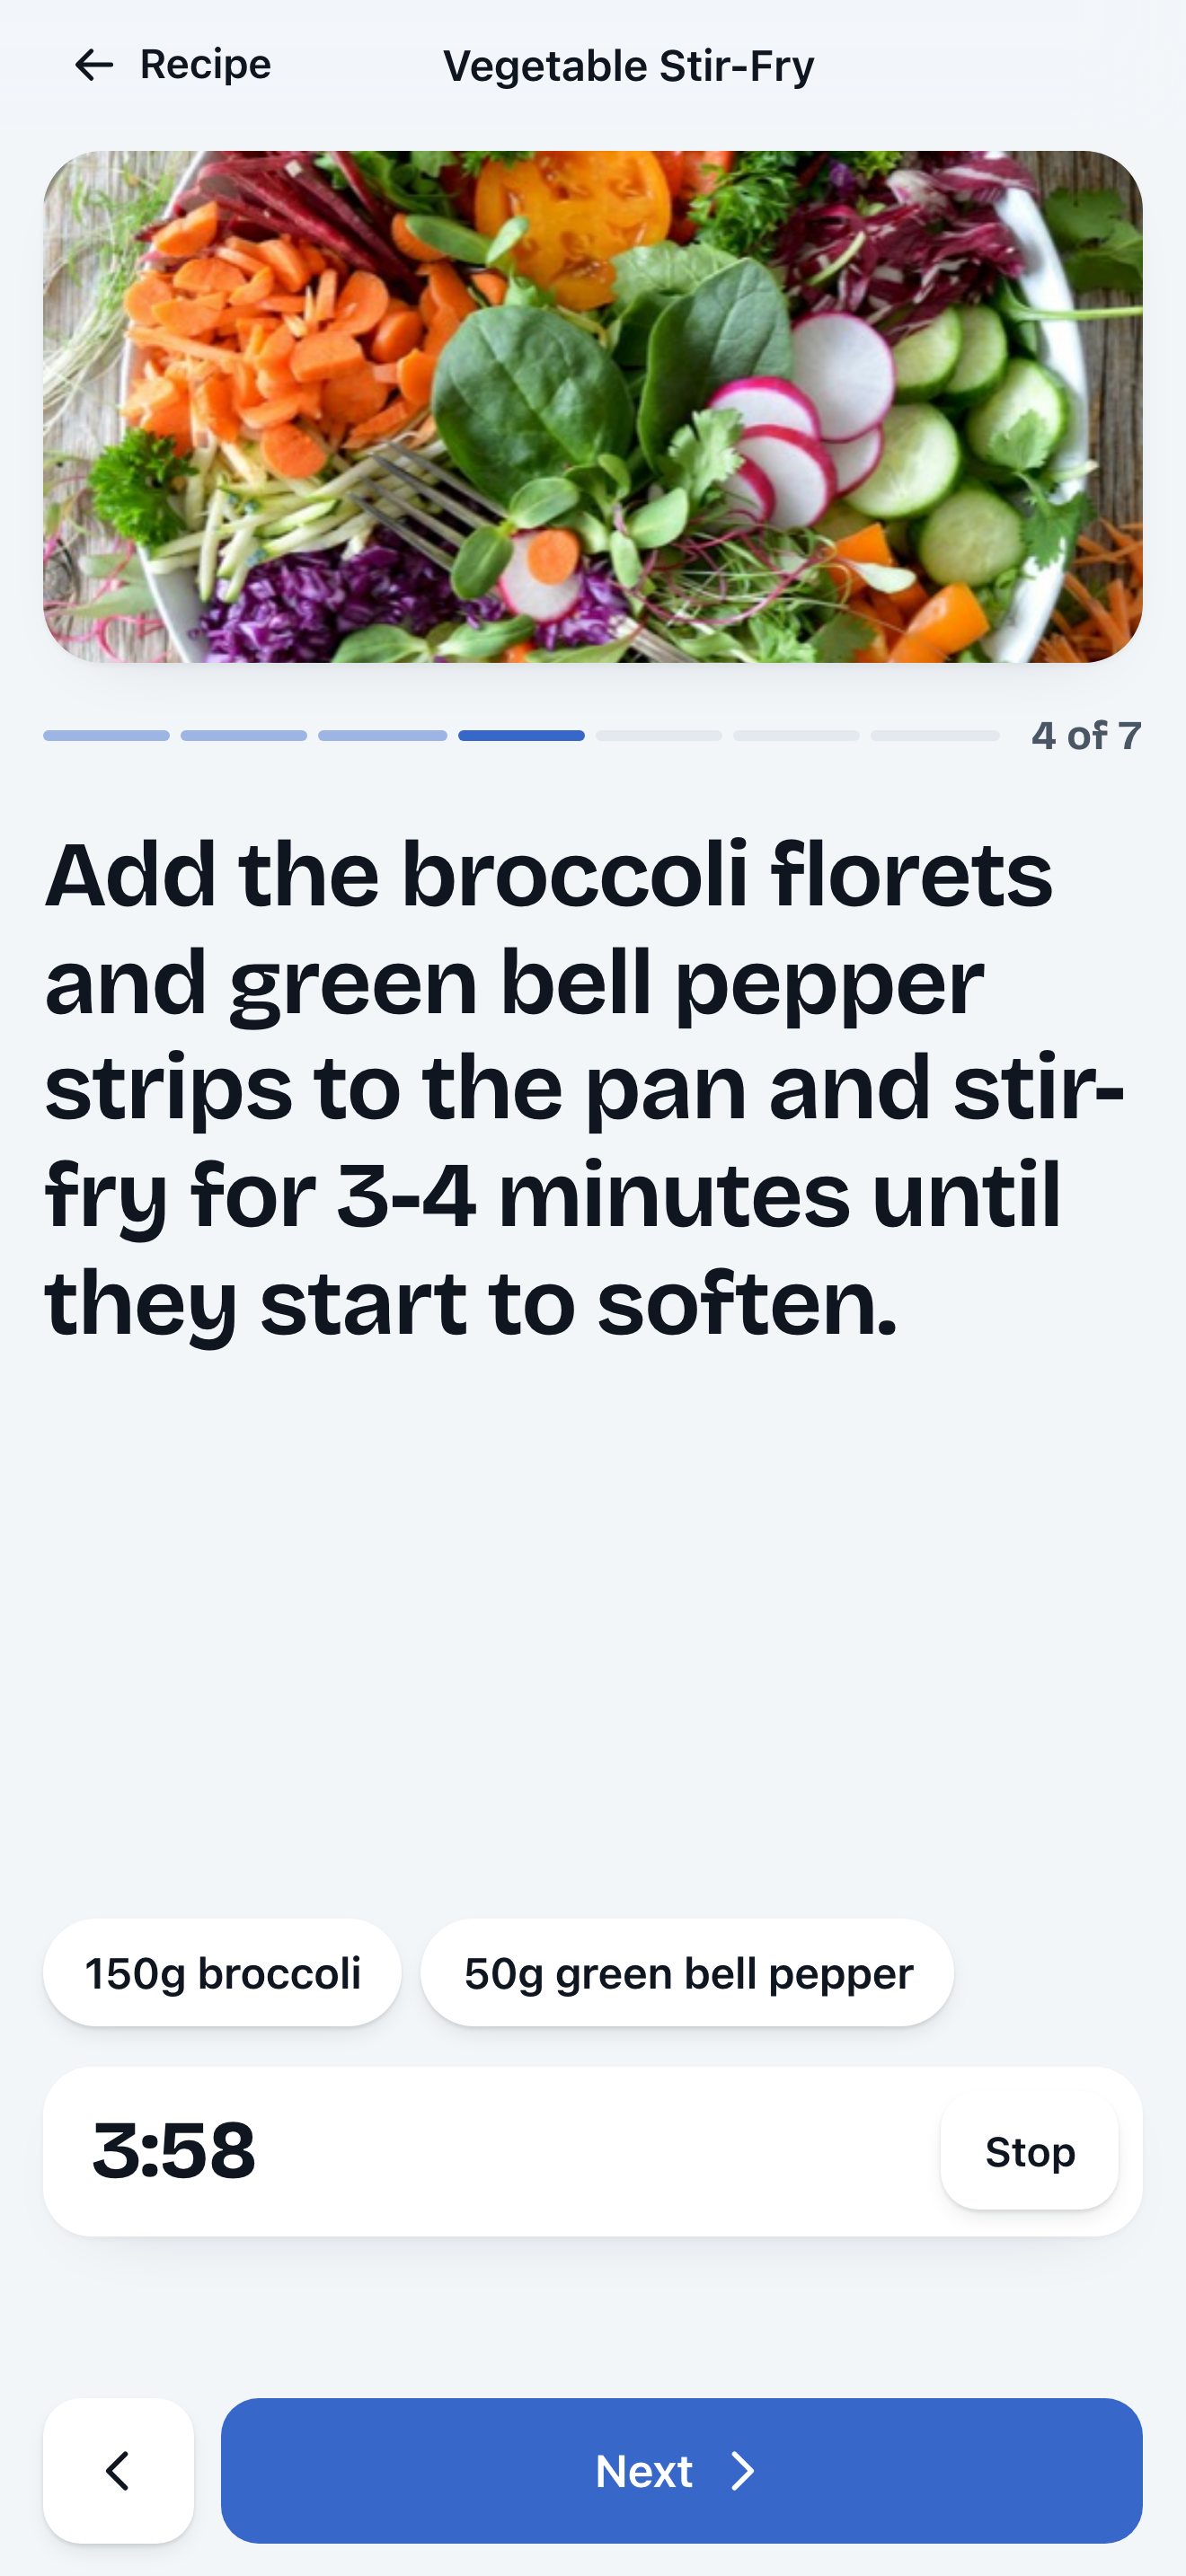 Recipe
Vegetable Stir-Fry
4 of 7
Add the broccoli florets
and green bell pepper
strips to the pan and stir-
fry for 3-4 minutes until
they start to soften.
150g broccoli
50g green bell pepper
3:58
Stop
Next